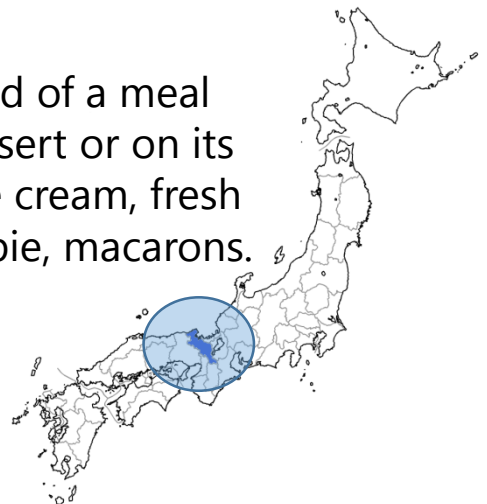 d of a meal
sert or on its
e cream, fresh
pie, macarons.